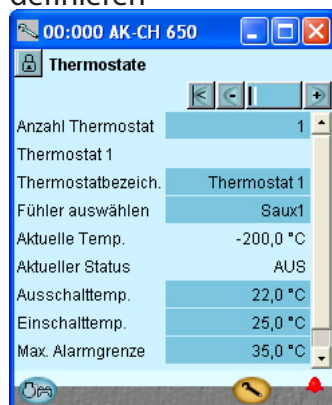 definieren
00:000 AK-CH 650
Thermostate
Anzahl Thermostat 1
Thermostat 1
Thermostatbezeich. Thermostat 1
Fühler auswählen Saux1
Aktuelle Temp. -200,0 °C
Aktueller Status AUS
Ausschalttemp. 22,0 °C
Einschalttemp. 25,0 °C
Max. Alarmgrenze 35,0 °C